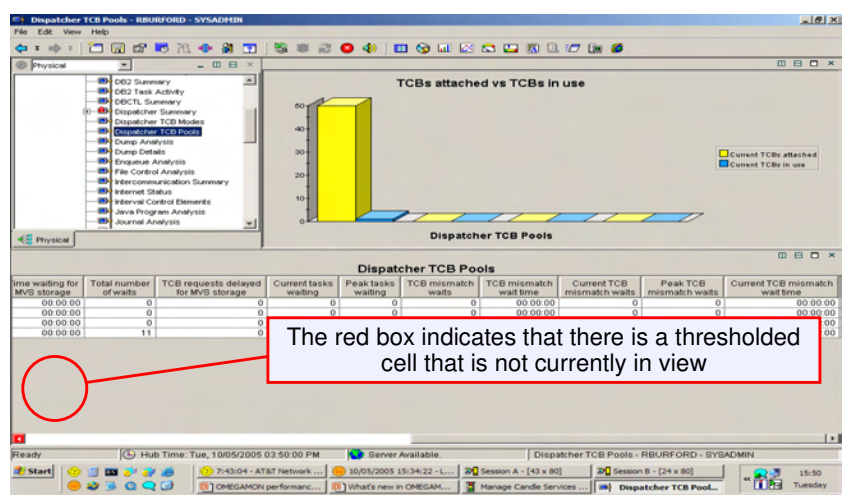 Dispatcher TCB Pools - RBURFORD - SYSADMIN
File Edit View Help
Physical
DB2 Summary
DB2 Task Activity
DBCTL Summary
Dispatcher Summary
Dispatcher TCB Modes
Dispatcher TCB Pools
Dump Analysis
Dump Details
Enqueue Analysis
File Control Analysis
Intercommunication Summary
Internet Status
Interval Control Elements
Java Program Analysis
Journal Analysis
Physical
TCBs attached vs TCBs in use
50
40
30
20
10
0
Dispatcher TCB Pools
Current TCBs attached
Current TCBs in use
Dispatcher TCB Pools
ime waiting for MVS storage Total number of waits TCB requests delayed for MVS storage Current tasks waiting Peak tasks waiting TCB mismatch waits TCB mismatch wait time Current TCB mismatch waits Peak TCB mismatch waits Current TCB mismatch wait time
00:00:00 0 0 0 0 0 00:00:00 0 0 00:00:00
00:00:00 0 0 0 0 0 00:00:00 0 0 00:00:00
00:00:00 0 0 :00
00:00:00 11 0 :00
The red box indicates that there is a thresholded
cell that is not currently in view
Ready Hub Time: Tue, 10/05/2005 03:50:00 PM Server Available. Dispatcher TCB Pools - RBURFORD - SYSADMIN
Start 7:43:04 - AT&T Network ... 10/05/2005 15:34:22 - L... Session A - [43 x 80] Session B - [24 x 80] 15:50
OMEGAMON performanc... What's new in OMEGAM... Manage Candle Services ... Dispatcher TCB Pool... Tuesday